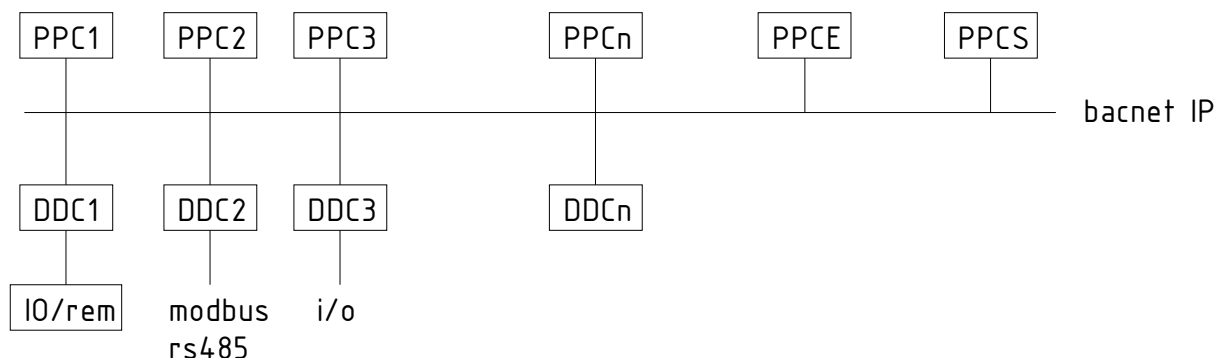 PPC1 PPC2 PPC3 PPCn PPCE PPCS
bacnet IP
DDC1 DDC2 DDC3 DDCn
IO/rem modbus i/o
rs485